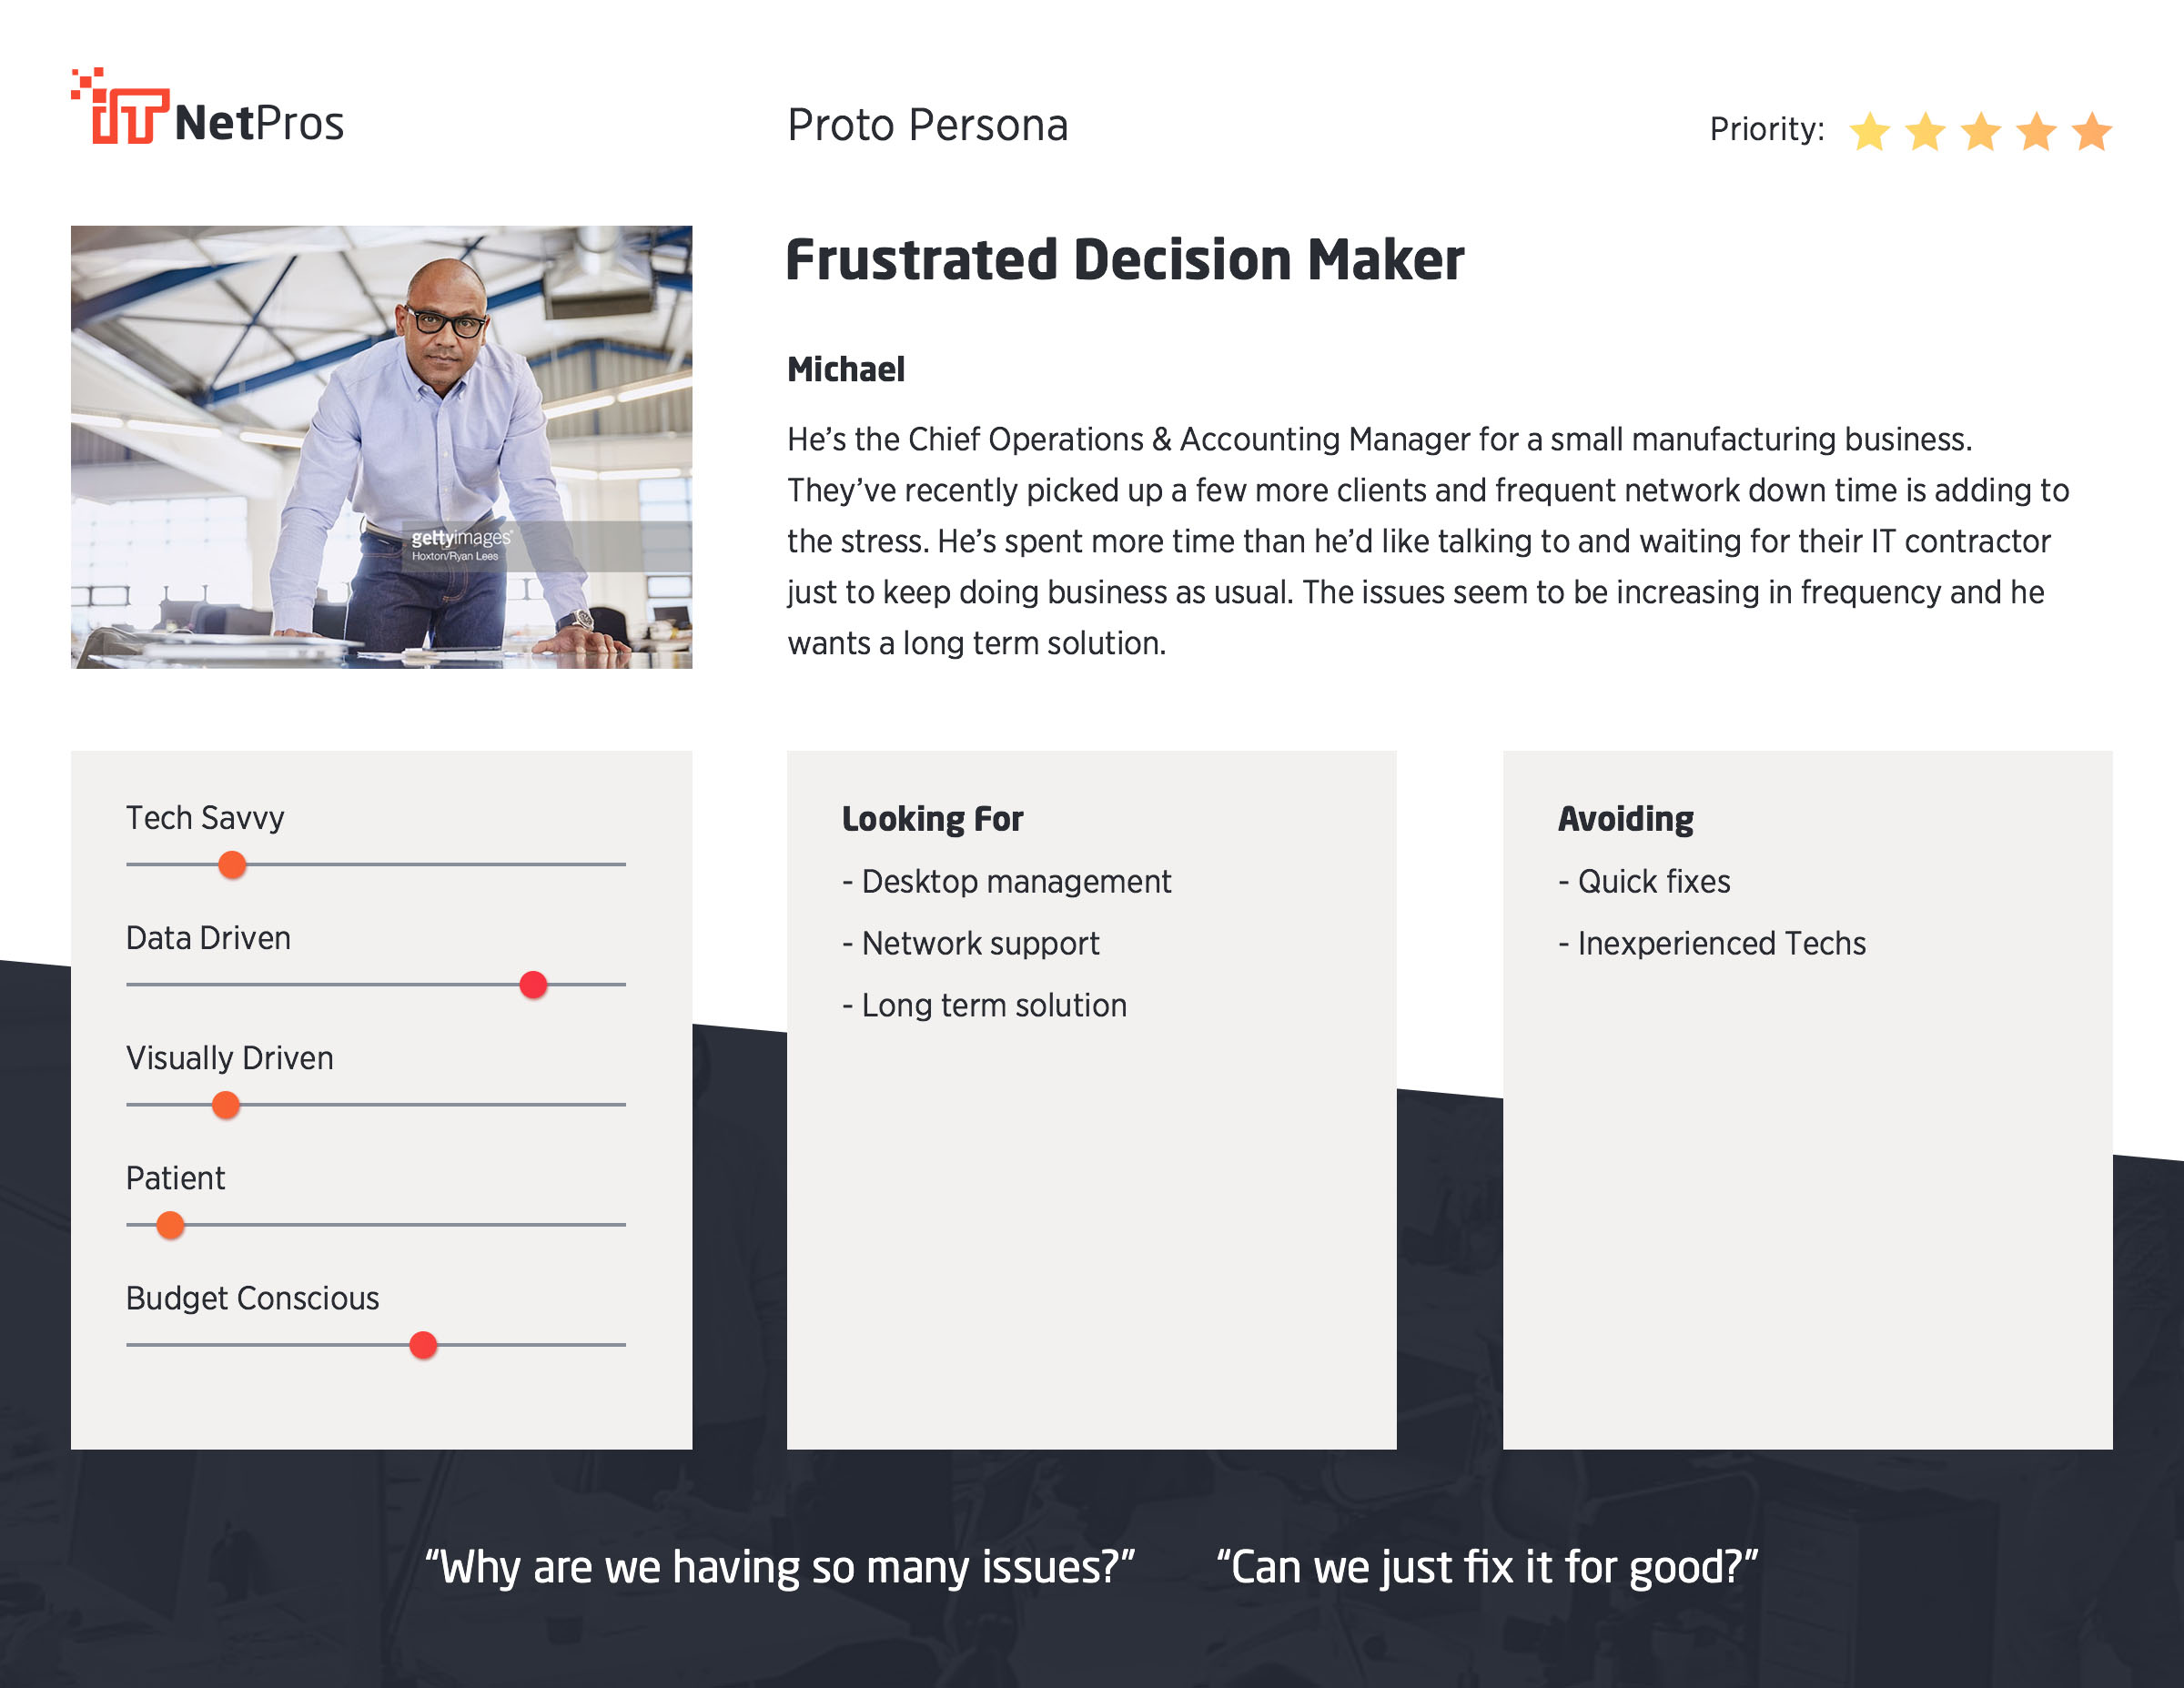 iT NetPros
Proto Persona
Priority:
Frustrated Decision Maker
Michael
He’s the Chief Operations & Accounting Manager for a small manufacturing business.
They’ve recently picked up a few more clients and frequent network down time is adding to
the stress. He’s spent more time than he’d like talking to and waiting for their IT contractor
just to keep doing business as usual. The issues seem to be increasing in frequency and he
wants a long term solution.
gettyimages®
Hoxton/Ryan Lees
Tech Savvy
Data Driven
Visually Driven
Patient
Budget Conscious
Looking For
- Desktop management
- Network support
- Long term solution
Avoiding
- Quick fixes
- Inexperienced Techs
“Why are we having so many issues?”
“Can we just fix it for good?”